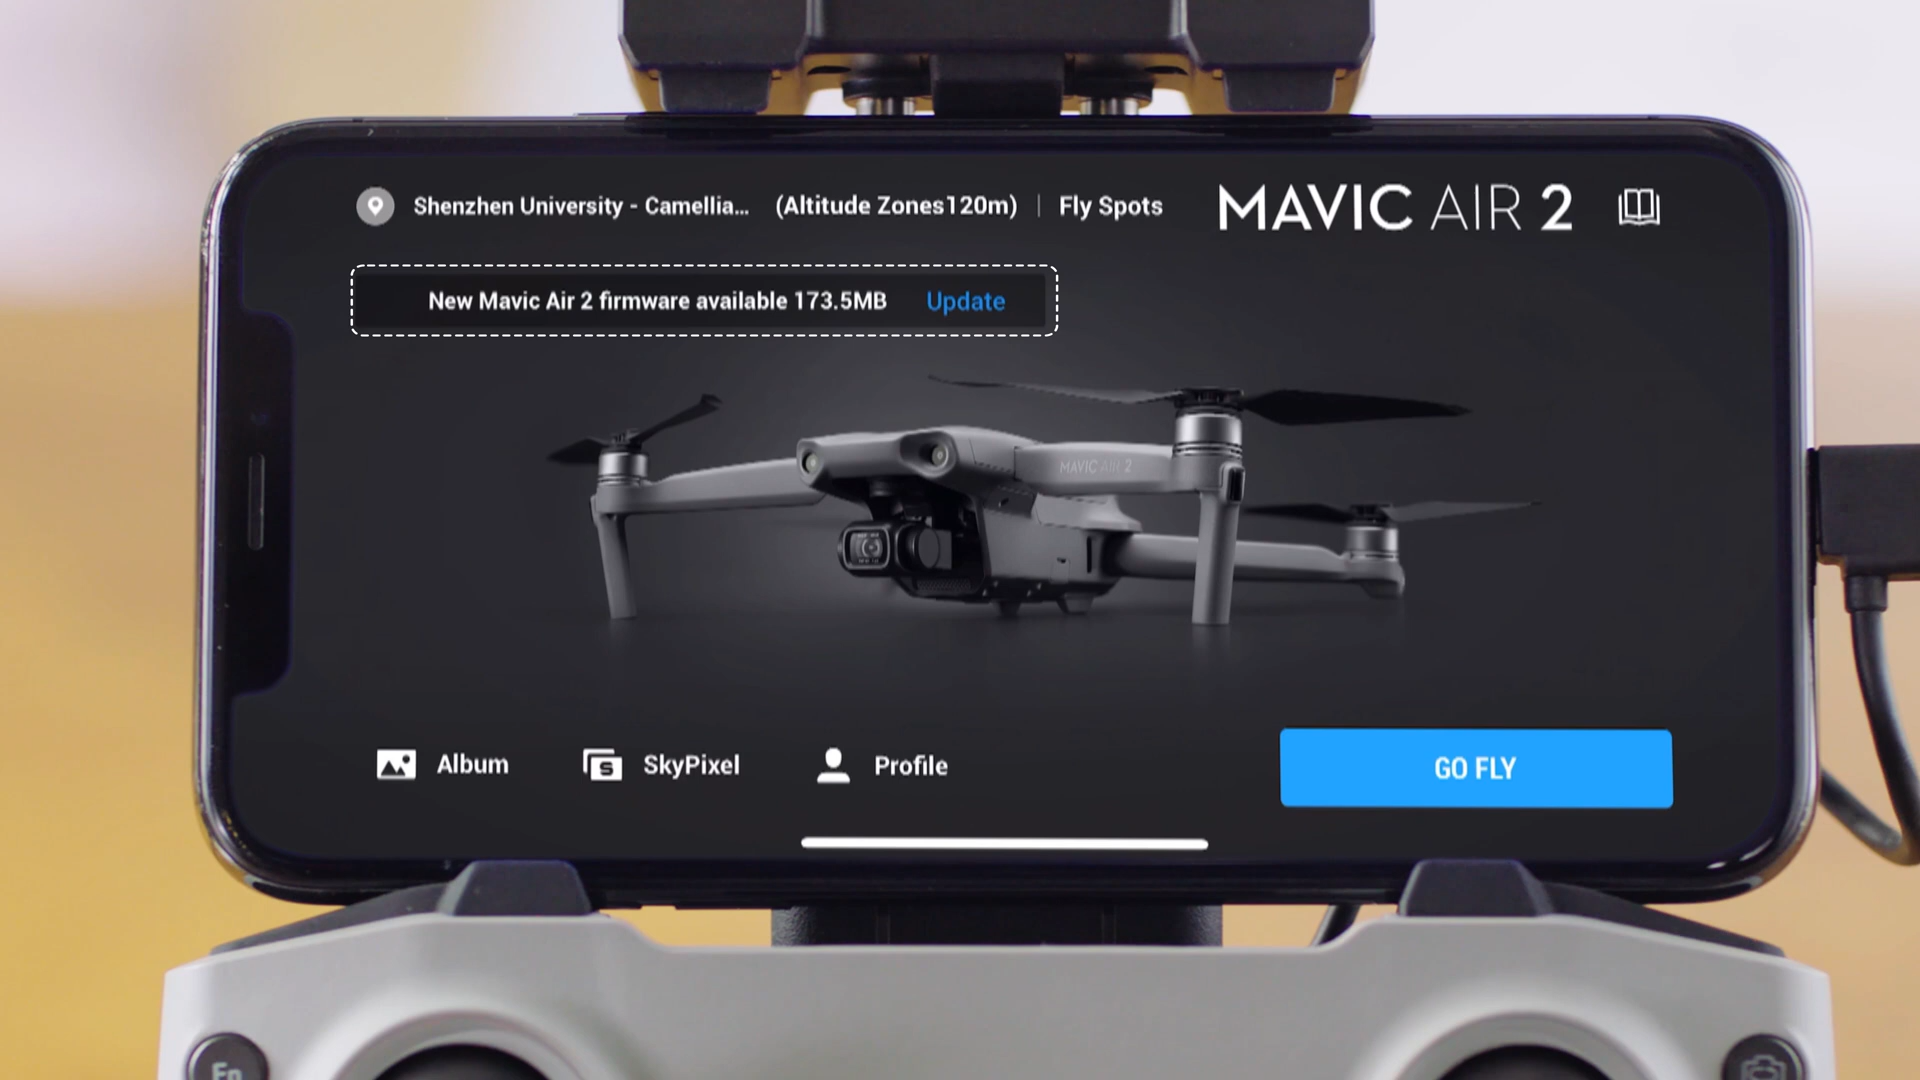 Shenzhen University - Camellia... (Altitude Zones120m) | Fly Spots
MAVIC AIR 2
New Mavic Air 2 firmware available 173.5MB Update
MAVIC AIR 2
Album SkyPixel Profile
GO FLY
Fn